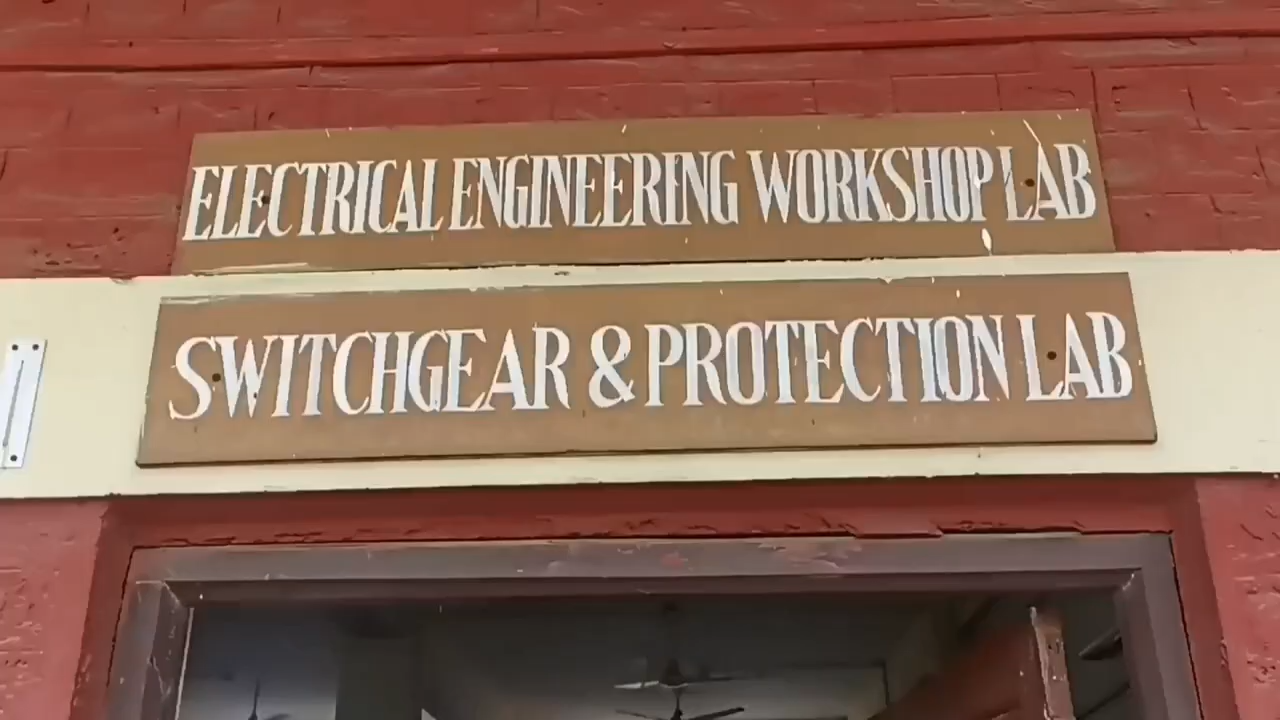 ELECTRICAL ENGINEERING WORKSHOP LAB
SWITCHGEAR & PROTECTION LAB